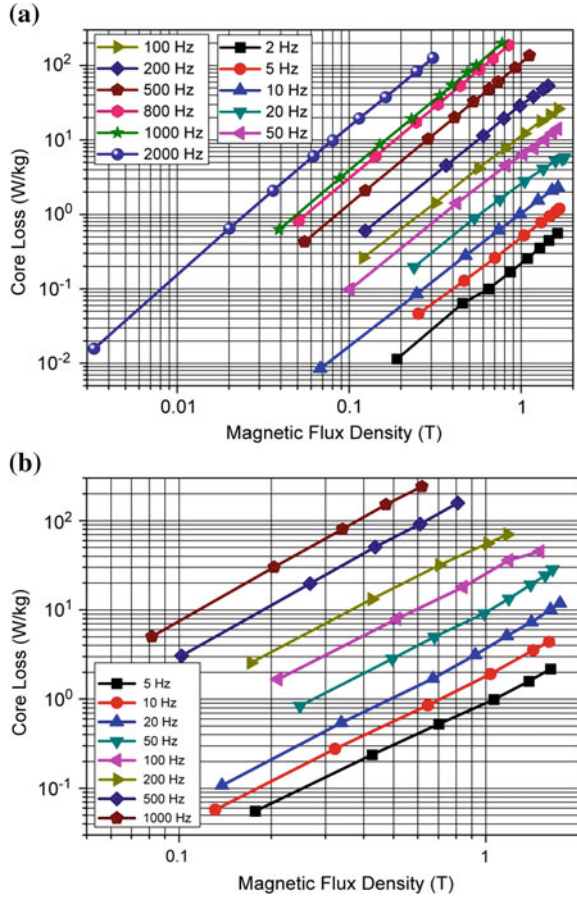 (a)
100 Hz
200 Hz
500 Hz
800 Hz
1000 Hz
2000 Hz
2 Hz
5 Hz
10 Hz
20 Hz
50 Hz
10²
10¹
10⁰
10⁻¹
10⁻²
Core Loss (W/kg)
0.01
0.1
1
Magnetic Flux Density (T)
(b)
10²
10¹
10⁰
10⁻¹
Core Loss (W/kg)
5 Hz
10 Hz
20 Hz
50 Hz
100 Hz
200 Hz
500 Hz
1000 Hz
0.1
1
Magnetic Flux Density (T)